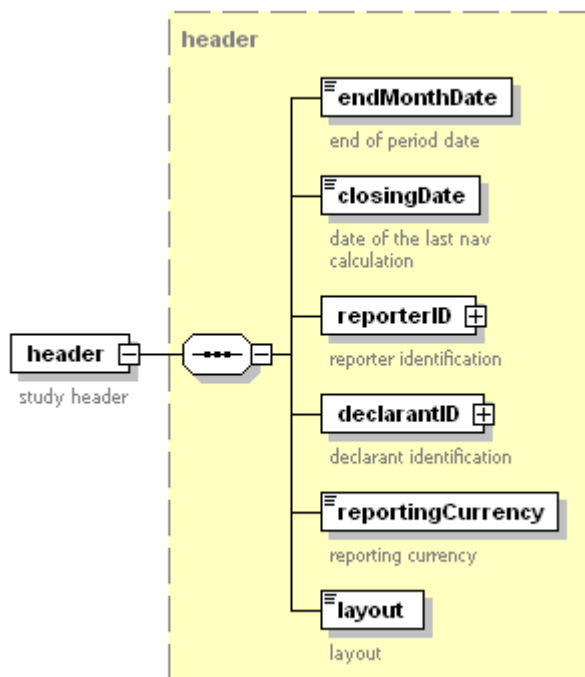 header
endMonthDate
end of period date
closingDate
date of the last nav
calculation
reporterID
reporter identification
header
study header
declarantID
declarant identification
reportingCurrency
reporting currency
layout
layout